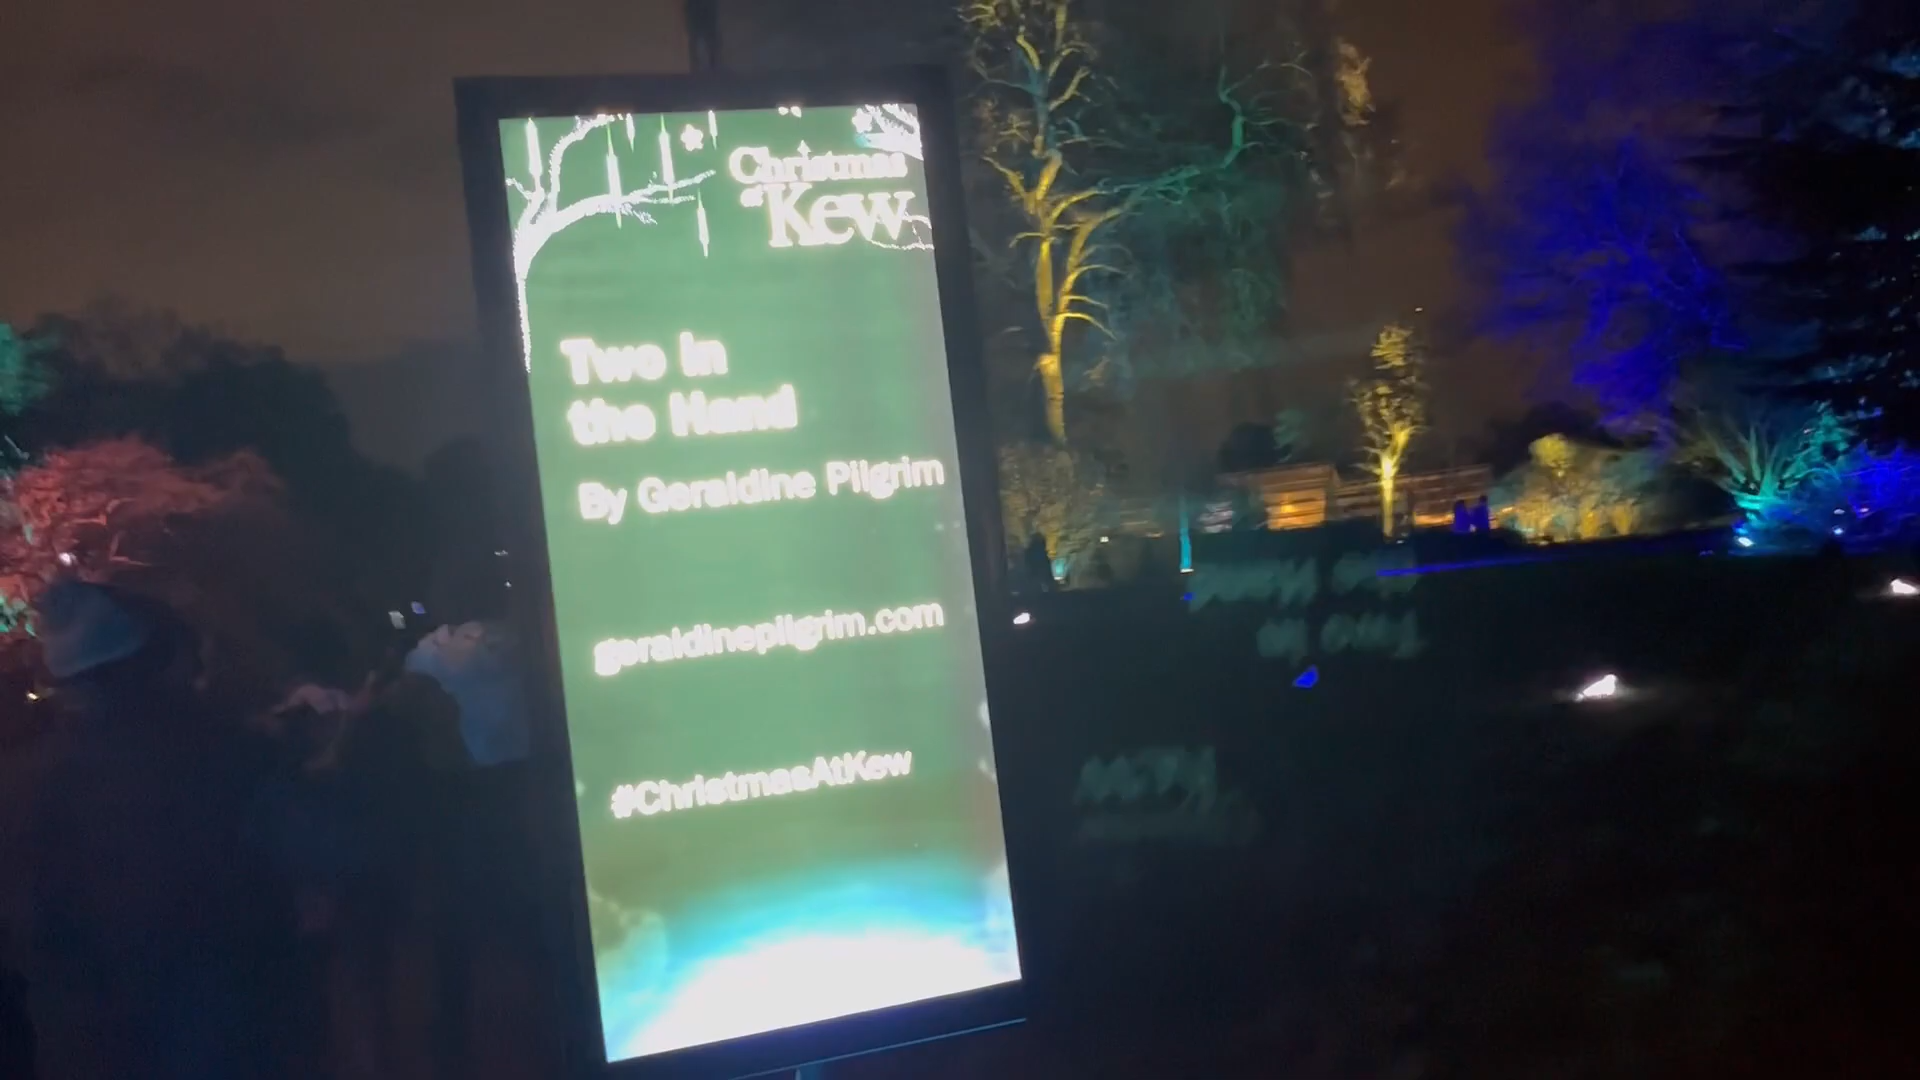 Christmas
at Kew
Two in
the Hand
By Geraldine Pilgrim
geraldinepilgrim.com
#ChristmasAtKew